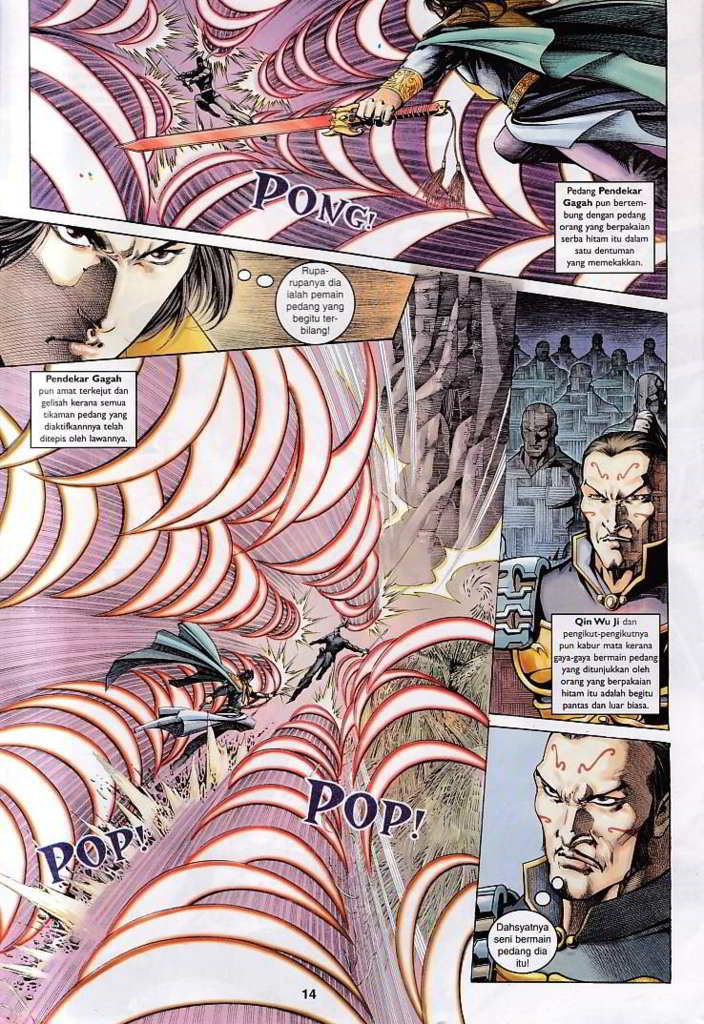 PONG!
Pedang Pendekar
Gagah pun bertem-
bung dengan pedang
orang yang berpakaian
serba hitam itu dalam
satu dentuman
yang memekakkan.
Rupa-
rupanya dia
ialah pemain
pedang yang
begitu ter-
bilang!
Pendekar Gagah
pun amat terkejut dan
gelisah kerana semua
tikaman pedang yang
diaktifkannnya telah
ditepis oleh lawannya.
Qin Wu Ji dan
pengikut-pengikutnya
pun kabur mata kerana
gaya-gaya bermain pedang
yang ditunjukkan oleh
orang yang berpakaian
hitam itu adalah begitu
pantas dan luar biasa.
POP!
POP!
Dahsyatnya
seni bermain
pedang dia
itu!
14